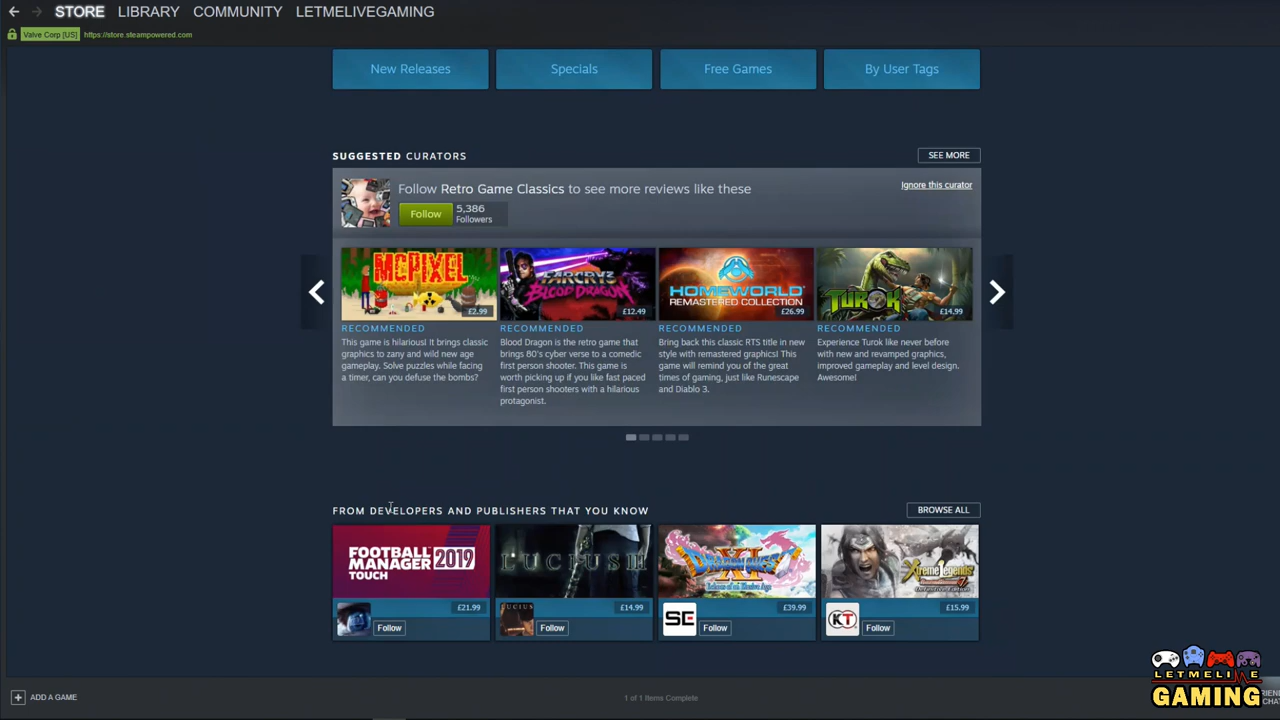 STORE LIBRARY COMMUNITY LETMELIVEGAMING
Valve Corp [US] https://store.steampowered.com
New Releases Specials Free Games By User Tags
SUGGESTED CURATORS SEE MORE
Follow Retro Game Classics to see more reviews like these Ignore this curator
Follow 5,386
Followers
MCPIXEL £2.99
FARCRY3 BLOOD DRAGON £12.49
HOMEWORLD
REMASTERED COLLECTION £26.99
TUROK £14.99
RECOMMENDED
This game is hilarious! It brings classic
graphics to zany and wild new age
gameplay. Solve puzzles while facing
a timer, can you defuse the bombs?
RECOMMENDED
Blood Dragon is the retro game that
brings 80's cyber verse to a comedic
first person shooter. This game is
worth picking up if you like fast paced
first person shooters with a hilarious
protagonist.
RECOMMENDED
Bring back this classic RTS title in new
style with remastered graphics! This
game will remind you of the great
times of gaming, just like Runescape
and Diablo 3.
RECOMMENDED
Experience Turok like never before
with new and revamped graphics,
improved gameplay and level design.
Awesome!
FROM DEVELOPERS AND PUBLISHERS THAT YOU KNOW BROWSE ALL
FOOTBALL
MANAGER 2019
TOUCH
LUCIUS II
DRAGON QUEST
XI
Xtreme Legends
£21.99 £14.99 £39.99 £15.99
LUCIUS SE KT
Follow Follow Follow Follow
ADD A GAME 1 of 1 Items Complete
LETMELIVE
GAMING